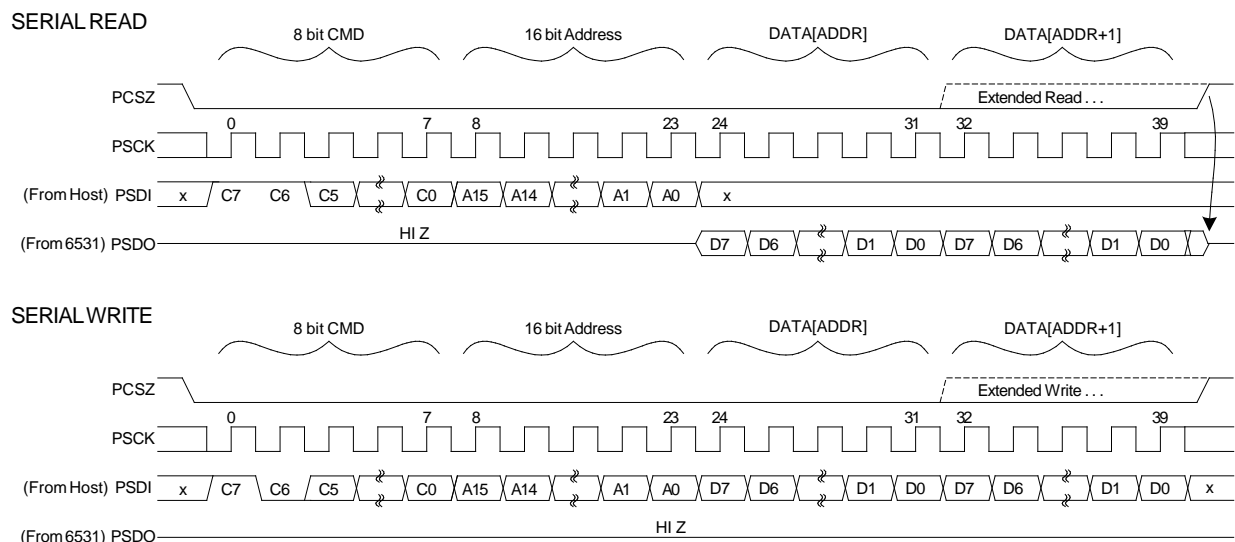 SERIAL READ
8 bit CMD 16 bit Address DATA[ADDR] DATA[ADDR+1]
PCSZ Extended Read . . .
0 7 8 23 24 31 32 39
PSCK
(From Host) PSDI x C7 C6 C5 C0 A15 A14 A1 A0 x
HI Z
(From 6531) PSDO D7 D6 D1 D0 D7 D6 D1 D0
SERIAL WRITE
8 bit CMD 16 bit Address DATA[ADDR] DATA[ADDR+1]
PCSZ Extended Write . . .
0 7 8 23 24 31 32 39
PSCK
(From Host) PSDI x C7 C6 C5 C0 A15 A14 A1 A0 D7 D6 D1 D0 D7 D6 D1 D0 x
HI Z
(From 6531) PSDO